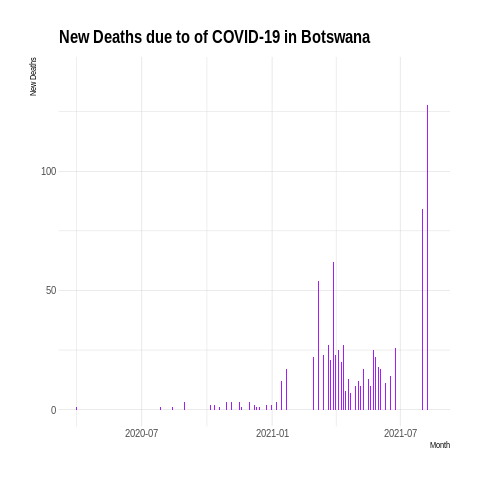 New Deaths due to of COVID-19 in Botswana
New Deaths
100
50
0
2020-07
2021-01
2021-07
Month